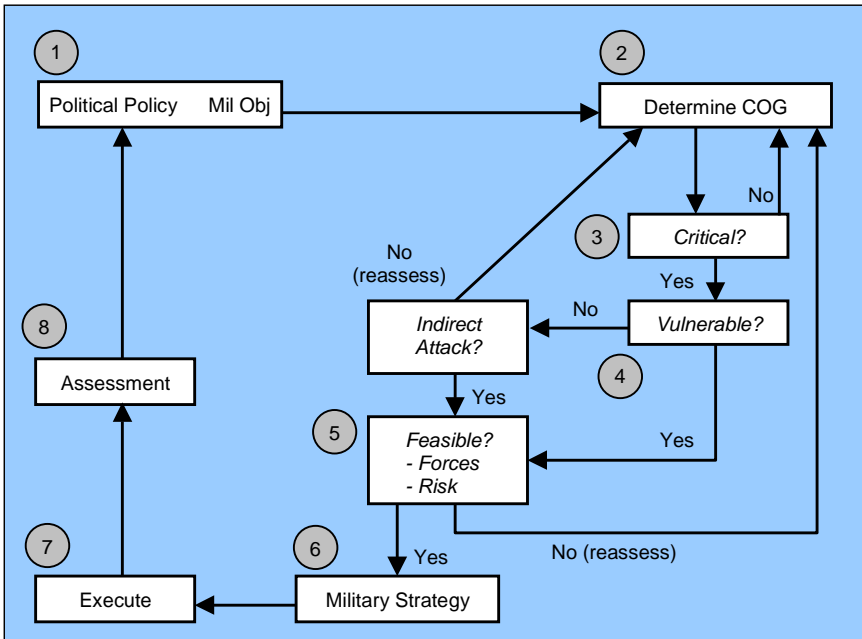 1
2
Political Policy Mil Obj
Determine COG
No
3
Critical?
No
(reassess)
Yes
8
Indirect
Attack?
No
Vulnerable?
4
Assessment
Yes
5
Feasible?
- Forces
- Risk
Yes
7
6
Yes
No (reassess)
Execute
Military Strategy